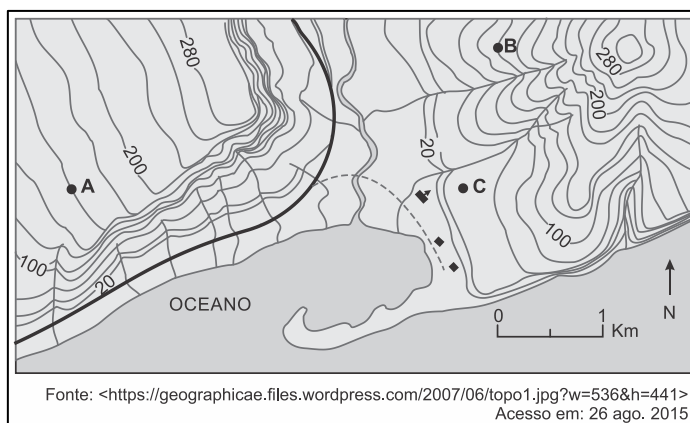 280
B
280
200
200
20
A
C
100
100
20
OCEANO
N
0 1
Km
Fonte: <https://geographicae.files.wordpress.com/2007/06/topo1.jpg?w=536&h=441>
Acesso em: 26 ago. 2015